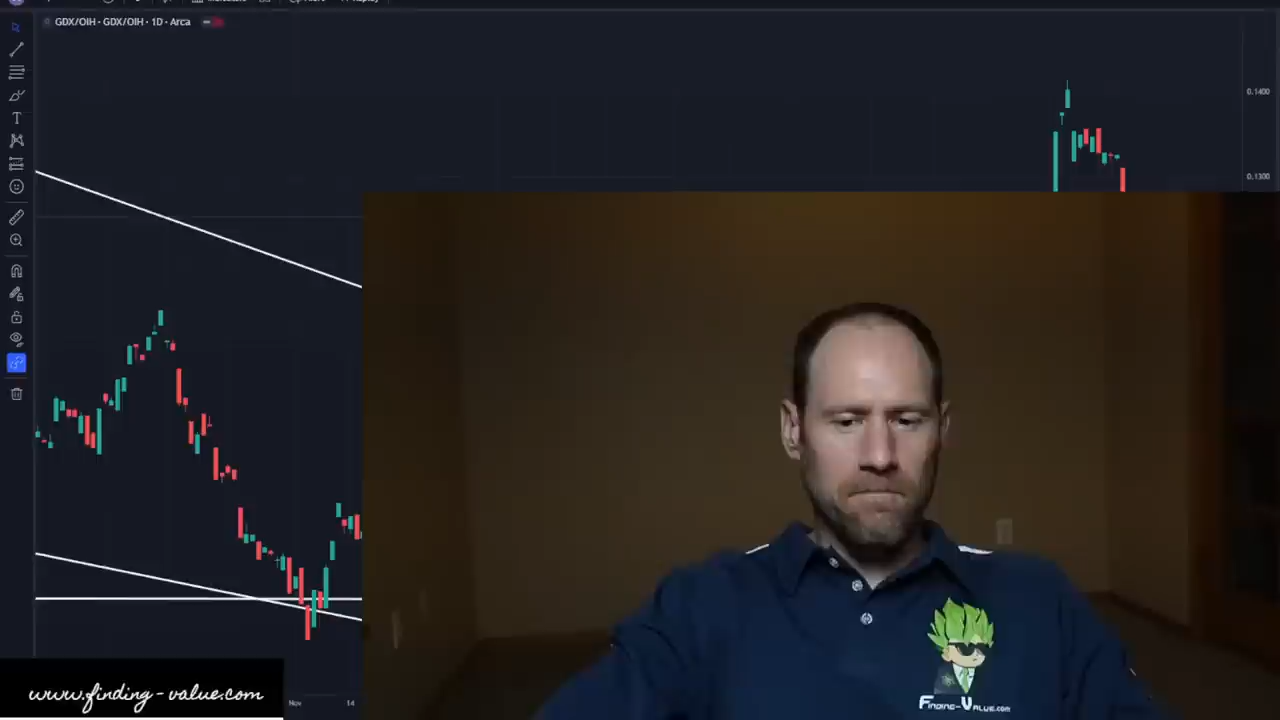 GDX/OIH · GDX/OIH · 1D · Arca
0.1400
0.1300
www.finding-value.com
Nov
14
FINDING-VALUE.com